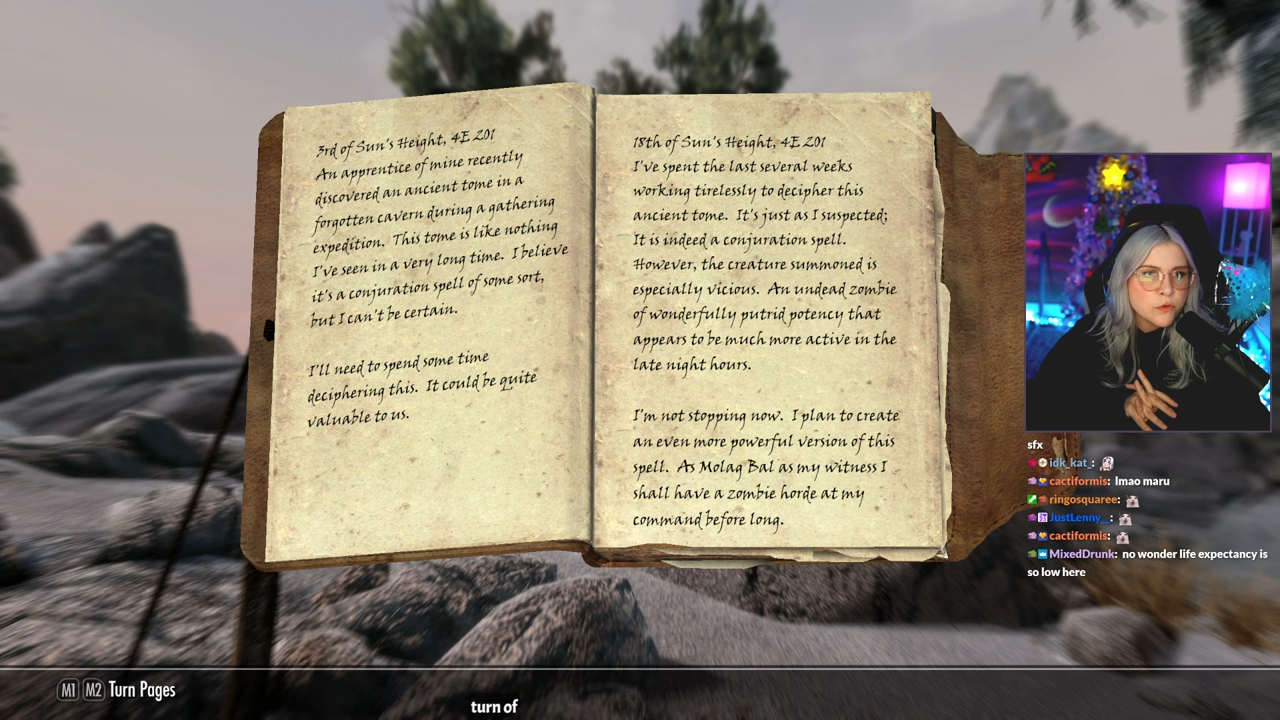 3rd of Sun's Height, 4E 201
An apprentice of mine recently
discovered an ancient tome in a
forgotten cavern during a gathering
expedition. This tome is like nothing
I've seen in a very long time. I believe
it's a conjuration spell of some sort,
but I can't be certain.
I'll need to spend some time
deciphering this. It could be quite
valuable to us.
18th of Sun's Height, 4E 201
I've spent the last several weeks
working tirelessly to decipher this
ancient tome. It's just as I suspected;
It is indeed a conjuration spell.
However, the creature summoned is
especially vicious. An undead zombie
of wonderfully putrid potency that
appears to be much more active in the
late night hours.
I'm not stopping now. I plan to create
an even more powerful version of this
spell. As Molag Bal as my witness I
shall have a zombie horde at my
command before long.
sfx
idk_kat_:
cactiformis: lmao maru
ringosquaree:
JustLenny__:
cactiformis:
MixedDrunk: no wonder life expectancy is
so low here
M1 M2 Turn Pages
turn of